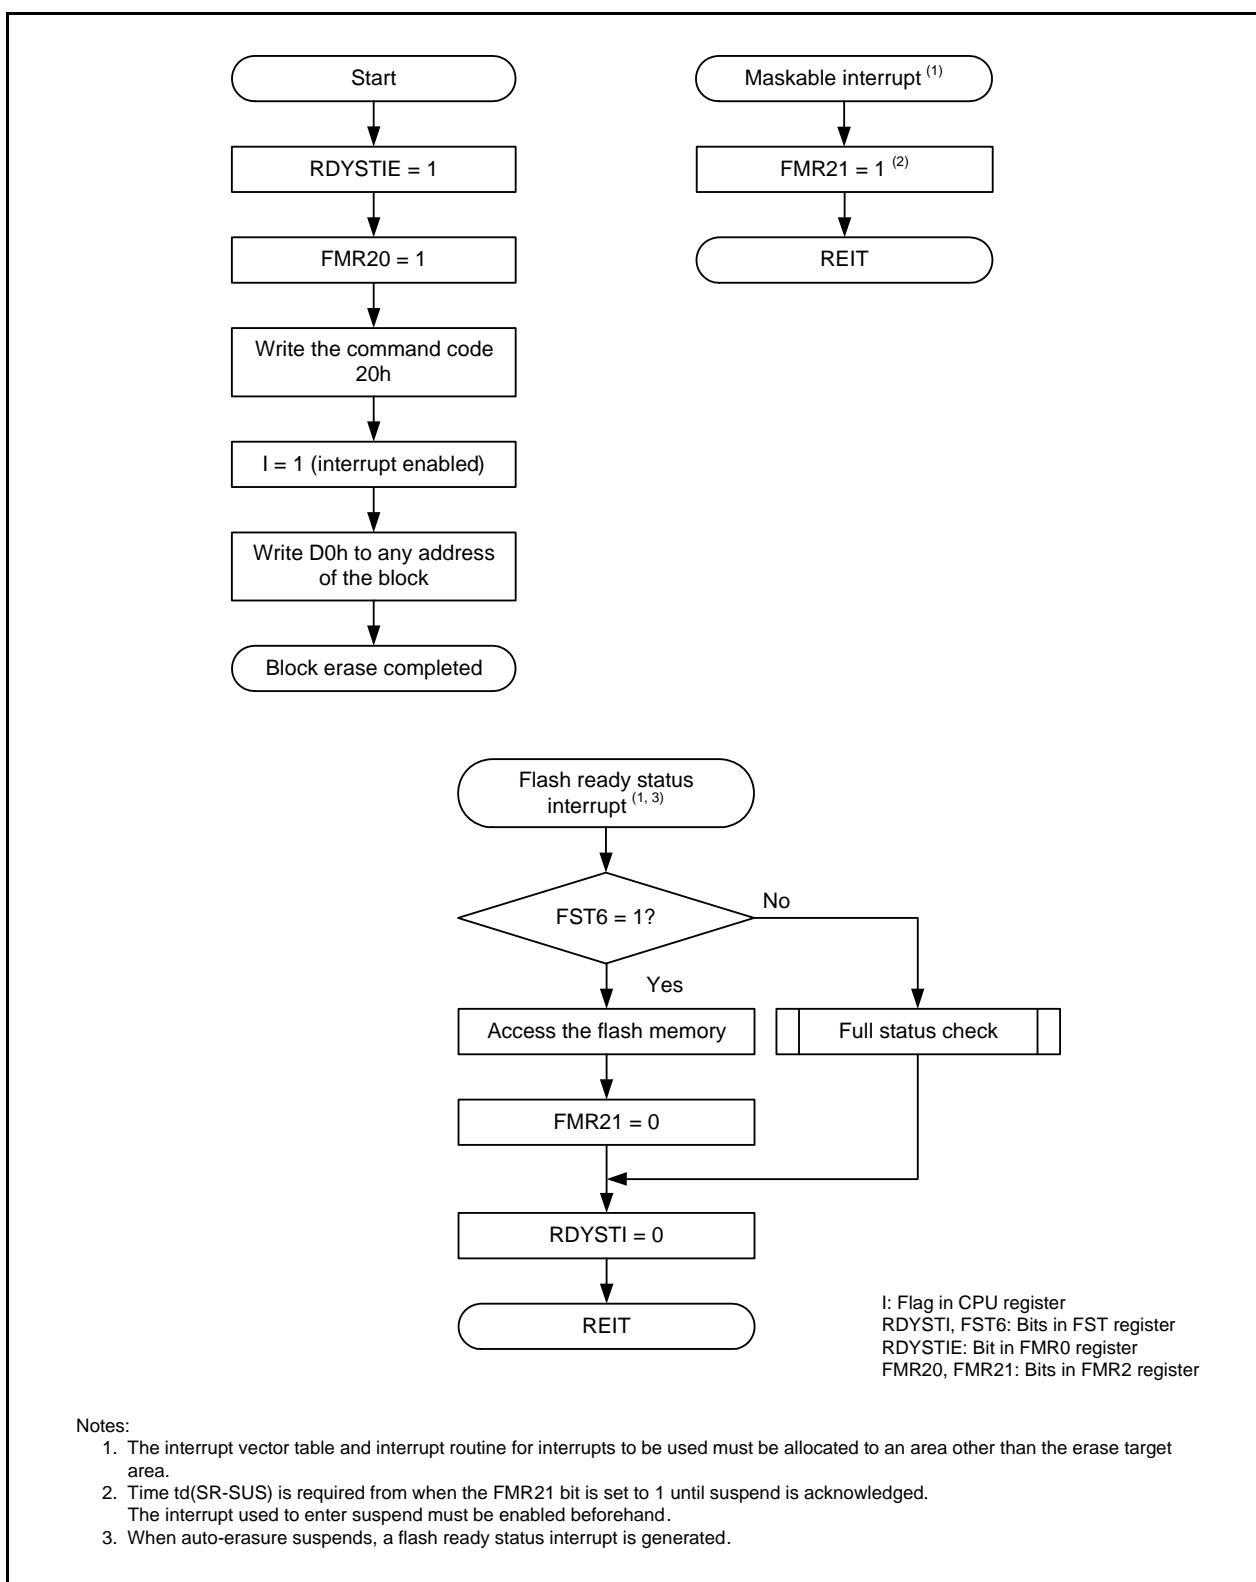 Start
RDYSTIE = 1
FMR20 = 1
Write the command code
20h
I = 1 (interrupt enabled)
Write D0h to any address
of the block
Block erase completed
Maskable interrupt (1)
FMR21 = 1 (2)
REIT
Flash ready status
interrupt (1, 3)
FST6 = 1?
No
Yes
Access the flash memory
Full status check
FMR21 = 0
RDYSTI = 0
REIT
I: Flag in CPU register
RDYSTI, FST6: Bits in FST register
RDYSTIE: Bit in FMR0 register
FMR20, FMR21: Bits in FMR2 register
Notes:
1. The interrupt vector table and interrupt routine for interrupts to be used must be allocated to an area other than the erase target
area.
2. Time td(SR-SUS) is required from when the FMR21 bit is set to 1 until suspend is acknowledged.
The interrupt used to enter suspend must be enabled beforehand.
3. When auto-erasure suspends, a flash ready status interrupt is generated.